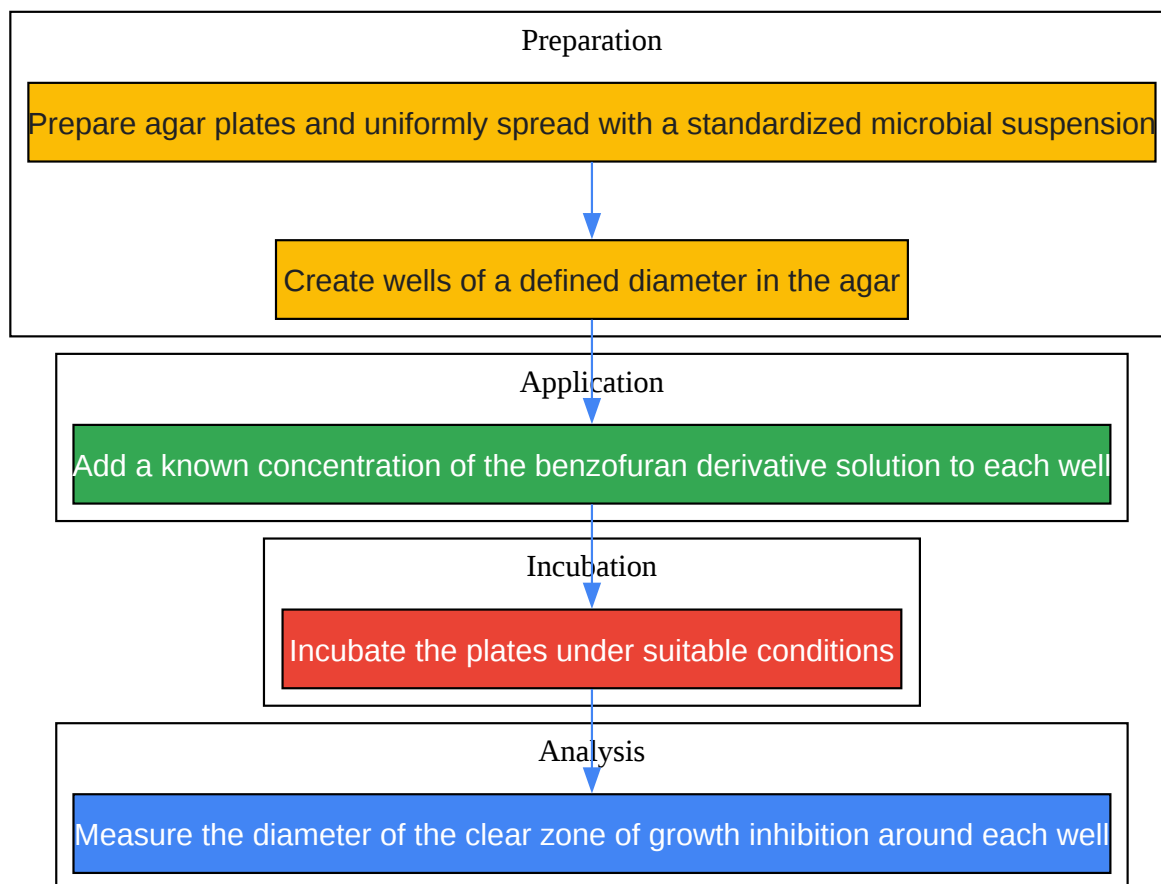 Preparation
Prepare agar plates and uniformly spread with a standardized microbial suspension
Create wells of a defined diameter in the agar
Application
Add a known concentration of the benzofuran derivative solution to each well
Incubation
Incubate the plates under suitable conditions
Analysis
Measure the diameter of the clear zone of growth inhibition around each well